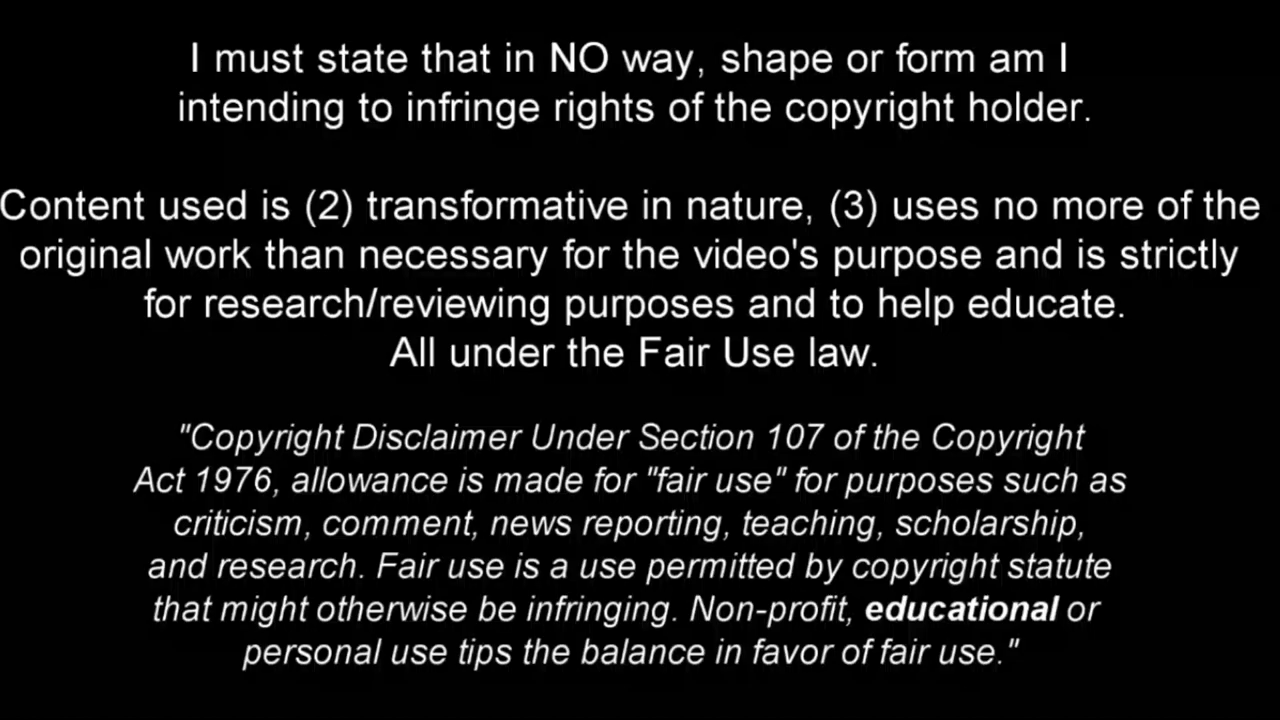 I must state that in NO way, shape or form am I
intending to infringe rights of the copyright holder.
Content used is (2) transformative in nature, (3) uses no more of the
original work than necessary for the video's purpose and is strictly
for research/reviewing purposes and to help educate.
All under the Fair Use law.
"Copyright Disclaimer Under Section 107 of the Copyright
Act 1976, allowance is made for "fair use" for purposes such as
criticism, comment, news reporting, teaching, scholarship,
and research. Fair use is a use permitted by copyright statute
that might otherwise be infringing. Non-profit, educational or
personal use tips the balance in favor of fair use."